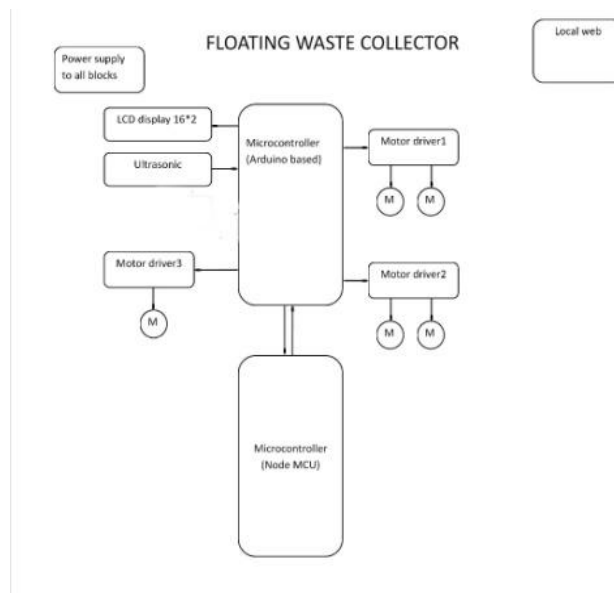 FLOATING WASTE COLLECTOR
Local web
Power supply
to all blocks
LCD display 16*2
Ultrasonic
Microcontroller
(Arduino based)
Motor driver1
M
M
Motor driver3
M
Motor driver2
M
M
Microcontroller
(Node MCU)